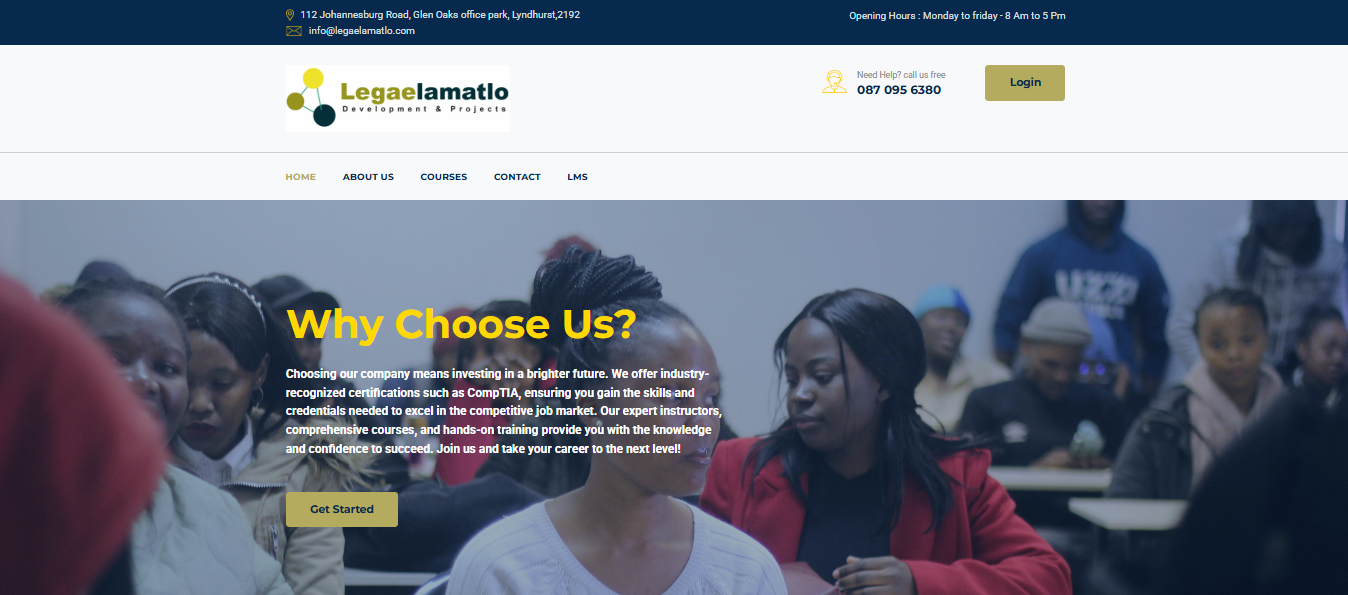 112 Johannesburg Road, Glen Oaks office park, Lyndhurst,2192
Opening Hours : Monday to friday - 8 Am to 5 Pm
info@legaelamatlo.com
Legaelamatlo
Development & Projects
Need Help? call us free
087 095 6380
Login
HOME
ABOUT US
COURSES
CONTACT
LMS
Why Choose Us?
Choosing our company means investing in a brighter future. We offer industry-
recognized certifications such as CompTIA, ensuring you gain the skills and
credentials needed to excel in the competitive job market. Our expert instructors,
comprehensive courses, and hands-on training provide you with the knowledge
and confidence to succeed. Join us and take your career to the next level!
Get Started